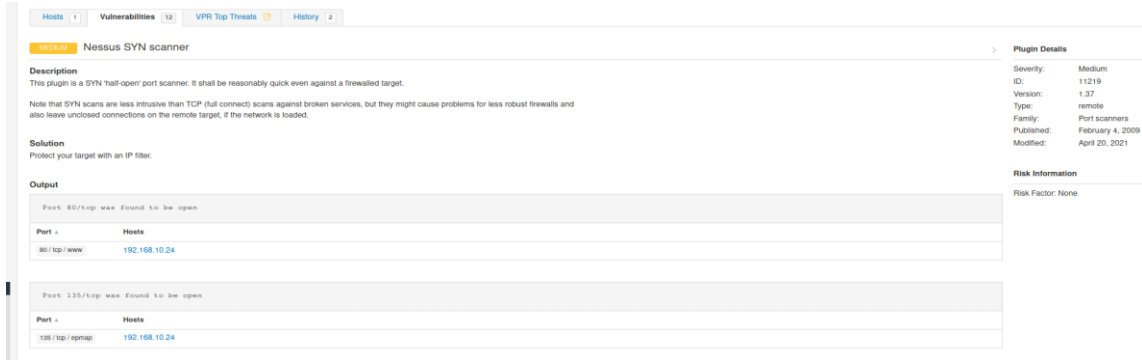 Hosts 1 Vulnerabilities 12 VPR Top Threats History 2
MEDIUM Nessus SYN scanner
Description
This plugin is a SYN 'half-open' port scanner. It shall be reasonably quick even against a firewalled target.
Note that SYN scans are less intrusive than TCP (full connect) scans against broken services, but they might cause problems for less robust firewalls and
also leave unclosed connections on the remote target, if the network is loaded.
Solution
Protect your target with an IP filter.
Output
Port 80/tcp was found to be open
Port Hosts
80 / tcp / www 192.168.10.24
Port 135/tcp was found to be open
Port Hosts
135 / tcp / epmap 192.168.10.24
Plugin Details
Severity: Medium
ID: 11219
Version: 1.37
Type: remote
Family: Port scanners
Published: February 4, 2009
Modified: April 20, 2021
Risk Information
Risk Factor: None